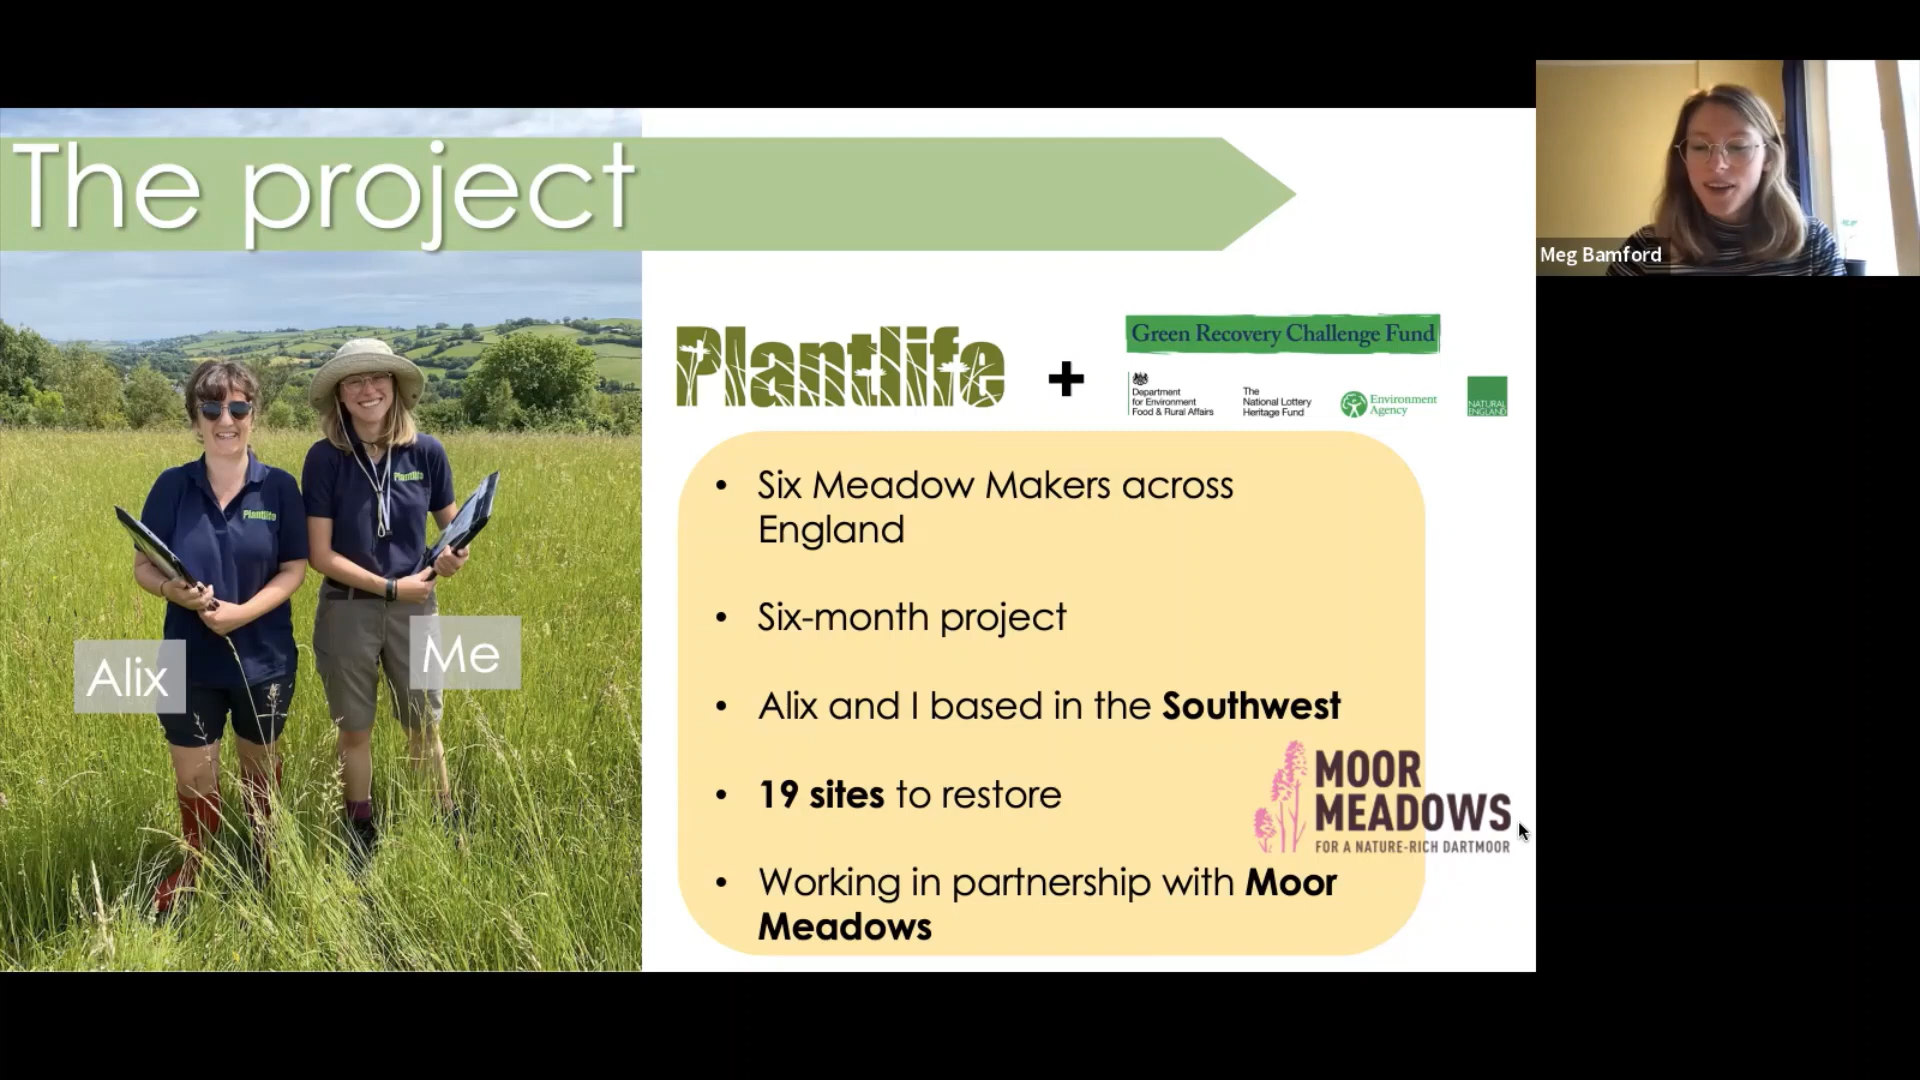 The project
Meg Bamford
Plantlife
+
Green Recovery Challenge Fund
Department
for Environment
Food & Rural Affairs
The
National Lottery
Heritage Fund
Environment
Agency
NATURAL
ENGLAND
Plantlife
Plantlife
Alix
Me
• Six Meadow Makers across
England
• Six-month project
• Alix and I based in the Southwest
• 19 sites to restore
MOOR
MEADOWS
FOR A NATURE-RICH DARTMOOR
• Working in partnership with Moor
Meadows